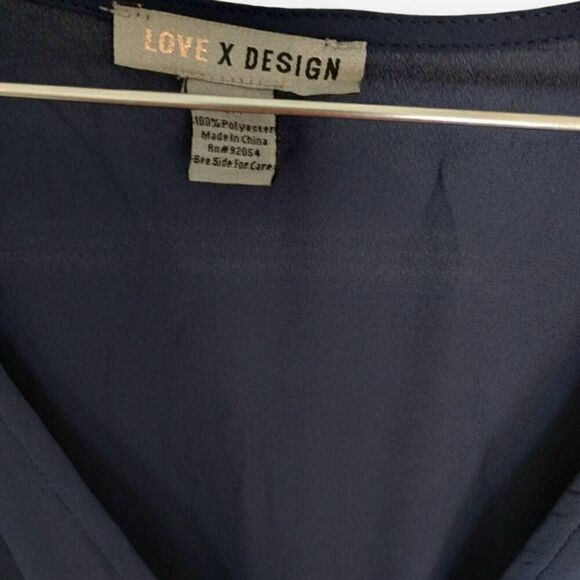 LOVE X DESIGN
100% Polyester
Made in China
Rn# 92054
See Side For Care